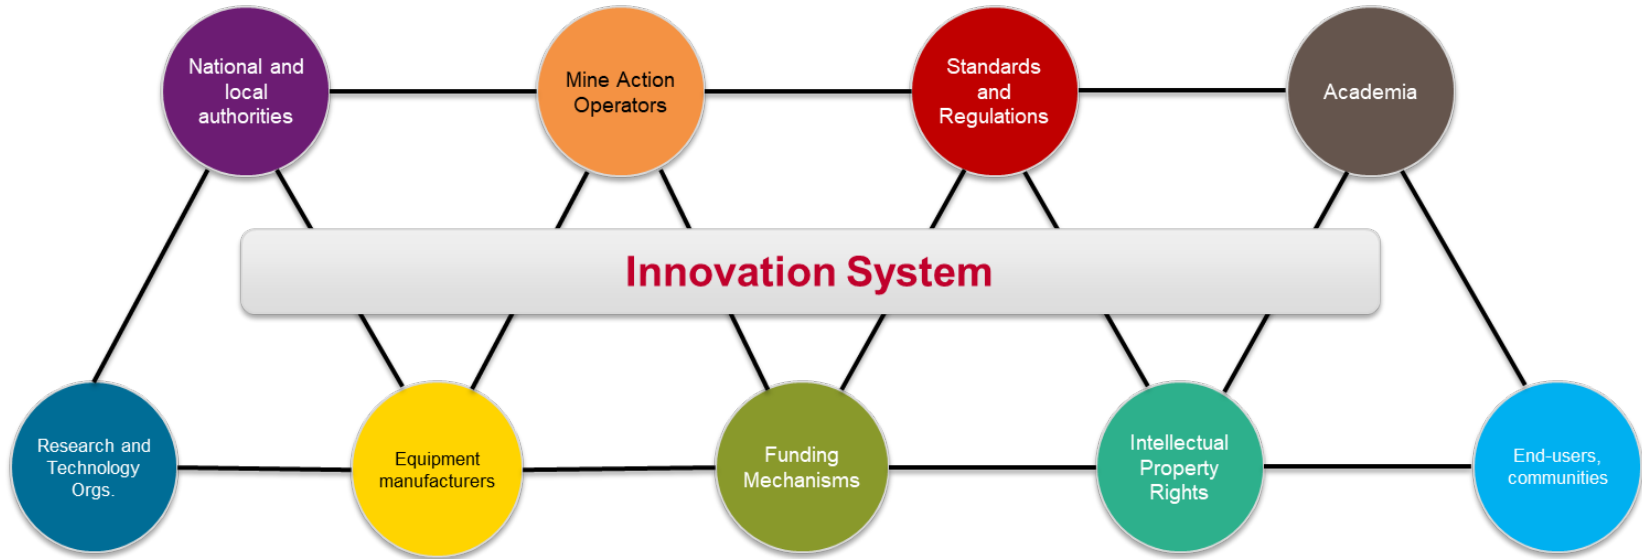 National and
local
authorities
Mine Action
Operators
Standards
and
Regulations
Academia
Innovation System
Research and
Technology
Orgs.
Equipment
manufacturers
Funding
Mechanisms
Intellectual
Property
Rights
End-users,
communities